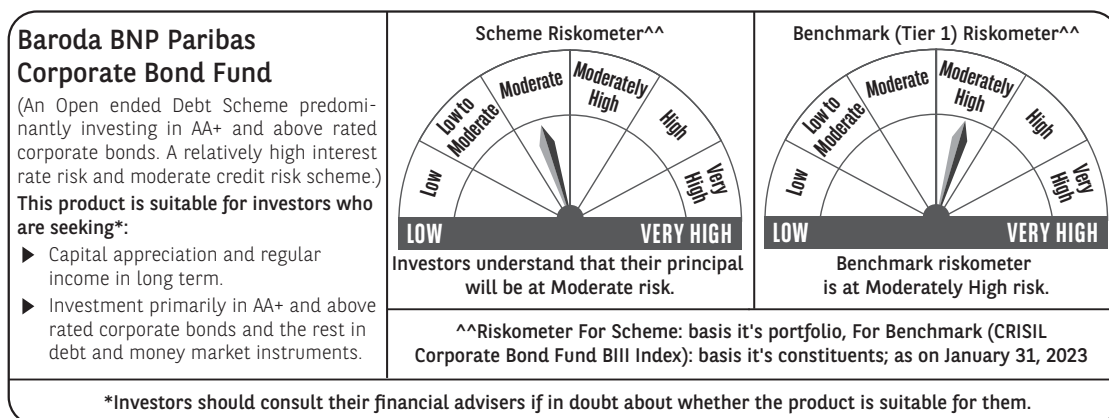 Baroda BNP Paribas
Corporate Bond Fund
(An Open ended Debt Scheme predomi-
nantly investing in AA+ and above rated
corporate bonds. A relatively high interest
rate risk and moderate credit risk scheme.)
This product is suitable for investors who
are seeking*:
▶ Capital appreciation and regular
income in long term.
▶ Investment primarily in AA+ and above
rated corporate bonds and the rest in
debt and money market instruments.
Scheme Riskometer^^
Low
Low to
Moderate
Moderate
Moderately
High
High
Very
High
LOW VERY HIGH
Investors understand that their principal
will be at Moderate risk.
Benchmark (Tier 1) Riskometer^^
Low
Low to
Moderate
Moderate
Moderately
High
High
Very
High
LOW VERY HIGH
Benchmark riskometer
is at Moderately High risk.
^^Riskometer For Scheme: basis it's portfolio, For Benchmark (CRISIL
Corporate Bond Fund BIII Index): basis it's constituents; as on January 31, 2023
*Investors should consult their financial advisers if in doubt about whether the product is suitable for them.